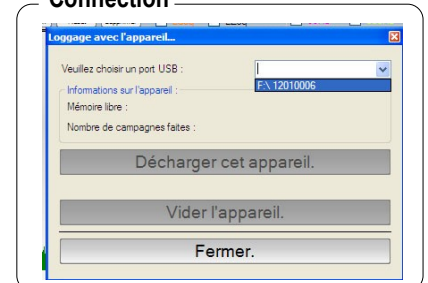 Connection
Loggage avec l'appareil...
Veuillez choisir un port USB :
F:\ 12010006
Informations sur l'appareil :
Mémoire libre :
Nombre de campagnes faites :
Décharger cet appareil.
Vider l'appareil.
Fermer.